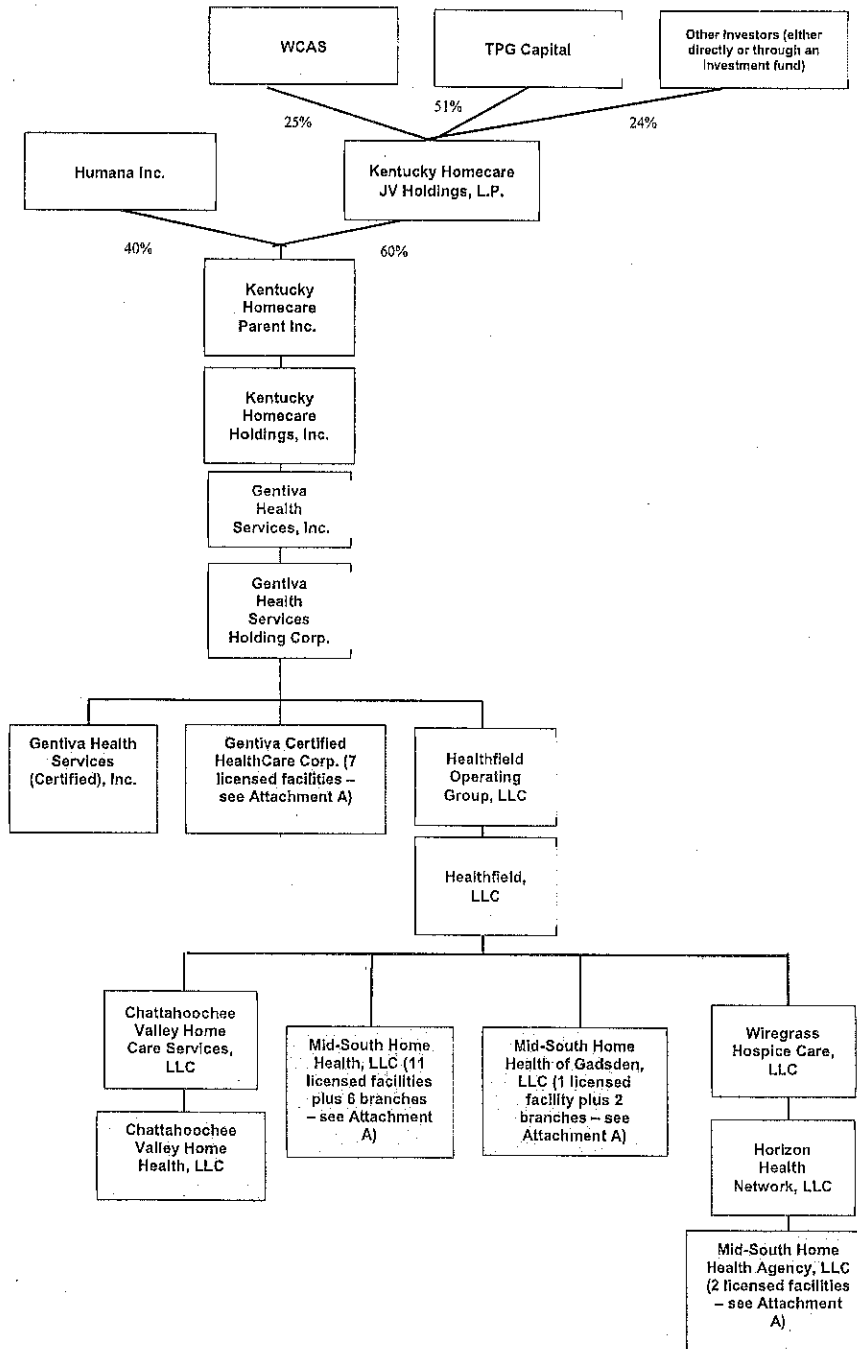 WCAS
TPG Capital
Other Investors (either
directly or through an
Investment fund)
51%
25%
24%
Humana Inc.
Kentucky Homecare
JV Holdings, L.P.
40%
60%
Kentucky
Homecare
Parent Inc.
Kentucky
Homecare
Holdings, Inc.
Gentiva
Health
Services, Inc.
Gentiva
Health
Services
Holding Corp.
Gentiva Health
Services
(Certified), Inc.
Gentiva Certified
HealthCare Corp. (7
licensed facilities –
see Attachment A)
Healthfield
Operating
Group, LLC
Healthfield,
LLC
Chattahoochee
Valley Home
Care Services,
LLC
Mid-South Home
Health, LLC (11
licensed facilities
plus 6 branches
– see Attachment
A)
Mid-South Home
Health of Gadsden,
LLC (1 licensed
facility plus 2
branches – see
Attachment A)
Wiregrass
Hospice Care,
LLC
Chattahoochee
Valley Home
Health, LLC
Horizon
Health
Network, LLC
Mid-South Home
Health Agency, LLC
(2 licensed facilities
– see Attachment
A)